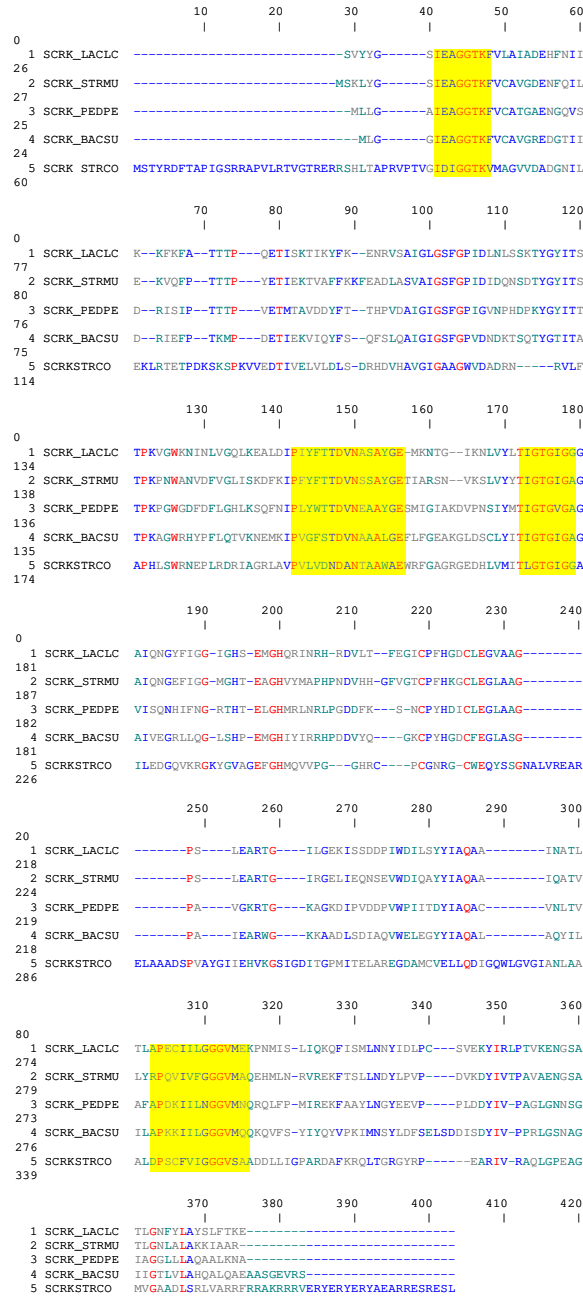 10 20 30 40 50 60
0
1 SCRK_LACLC ----------------------------SVYYG------SIEAGGTKFVLAIADEHFNII
26
2 SCRK_STRMU ---------------------------MSKLYG------SIEAGGTKFVCAVGDENFQIL
27
3 SCRK_PEDPE -----------------------------MLLG------AIEAGGTKFVCATGAENGQVS
25
4 SCRK_BACSU ------------------------------MLG------GIEAGGTKFVCAVGREDGTII
24
5 SCRK STRCO MSTYRDFTAPIGSRRAPVLRTVGTRERRSHLTAPRVPTVGIDIGGTKVMAGVVDADGNIL
60
70 80 90 100 110 120
0
1 SCRK_LACLC K--KFKFA--TTTP---QETISKTIKYFK--ENRVSAIGLGSFGPIDLNLSSKTYGYITS
77
2 SCRK_STRMU E--KVQFP--TTTP---YETIEKTVAFFKKFEADLASVAIGSFGPIDIDQNSDTYGYITS
80
3 SCRK_PEDPE D--RISIP--TTTP---VETMTAVDDYFT--THPVDAIGIGSFGPIGVNPHDPKYGYITT
76
4 SCRK_BACSU D--RIEFP--TKMP---DETIEKVIQYFS--QFSLQAIGIGSFGPVDNDKTSQTYGYITA
75
5 SCRKSTRCO EKLRTETPDKSKSPKVVEDTIVELVLDLS-DRHDVHAVGIGAAGWVDADRN-----RVLF
114
130 140 150 160 170 180
0
1 SCRK_LACLC TPKVGWKNINLVGQLKEALDIPIYFTTDVNASAYGE-MKNTG-IKNLVYLTIGTGIGGG
134
2 SCRK_STRMU TPKPNWANVDFVGLISKDFKIPFYFTTDVNSSAYGETIARSN-VKSLVYYTIGTGIGAG
138
3 SCRK_PEDPE TPKPGWGDFDFLGHLKSQFNIPLYWTTDVNEAAYGESMIGIAKDVPNSIYMTIGTGVGAG
136
4 SCRK_BACSU TPKAGWRHYPFLQTVKNEMKIPVGFSTDVNAAALGEFLFGEAKGLDSCLYITIGTGIGAG
135
5 SCRKSTRCO APHLSWRNEPLRDRIAGRLAVPVLVDNDANTAAWAEWRFGAGRGEDHLVMITLGTGIGGA
174
190 200 210 220 230 240
0
1 SCRK_LACLC AIQNGYFIGG-IGHS-EMGHQRINRH-RDVLT--FEGICPFHGDCLEGVAAG--------
181
2 SCRK_STRMU AIQNGEFIGG-MGHT-EAGHVYMAPHPNDVHH-GFVGTCPFHKGCLEGLAAG--------
187
3 SCRK_PEDPE VISQNHIFNG-RTHT-ELGHMRLNRLPGDDFK---S-NCPYHDICLEGLAAG--------
182
4 SCRK_BACSU AIVEGRLLQG-LSHP-EMGHIYIRRHPDDVYQ---GKCPYHGDCFEGLASG--------
181
5 SCRKSTRCO ILEDGQVKRGKYGVAGEFGHMQVVPG---GHRC---PCGNRG-CWEQYSSGNALVREAR
226
250 260 270 280 290 300
20
1 SCRK_LACLC -------PS----LEARTG----ILGEKISSDDPIWDILSYYIAQAA--------INATL
218
2 SCRK_STRMU -------PS----LEARTG----IRGELIEQNSEVWDIQAYYIAQAA--------IQATV
224
3 SCRK_PEDPE -------PA----VGKRTG----KAGKDIPVDDPVWPIITDYIAQAC--------VNLTV
219
4 SCRK_BACSU -------PA----IEARWG----KKAADLSDIAQVWELEGYYIAQAL--------AQYIL
218
5 SCRKSTRCO ELAAADSPVAYGIIEHVKGSIGDITGPMITELAREGDAMCVELLQDIGQWLGVGIANLAA
286
310 320 330 340 350 360
80
1 SCRK_LACLC TLAPECIILGGGVMEKPNMIS-LIQKQFISMLNNYIDLPC---SVEKYIRLPTVKENGSA
274
2 SCRK_STRMU LYRPQVIVFGGGVMAQEHMLN-RVREKFTSLLNDYLPVP----DVKDYIVTPAVAENGSA
279
3 SCRK_PEDPE AFAPDKIILNGGVMNQRQLFP-MIREKFAAYLNGYEEVP----PLDDYIV-PAGLGNNSG
273
4 SCRK_BACSU ILAPKKIILGGGVMQQKQVFS-YIYQYVPKIMNSYLDFSELSDDISDYIV-PPRLGSNAG
276
5 SCRKSTRCO ALDPSCFVIGGGVSAADDLLIGPARDAFKRQLTGRGYRP------EARIV-RAQLGPEAG
339
370 380 390 400 410 420
1 SCRK_LACLC TLGNFYLAYSLFTKE---------------------------
2 SCRK_STRMU TLGNLALAKKIAAR----------------------------
3 SCRK_PEDPE IAGGLLLAQAALKNA---------------------------
4 SCRK_BACSU IIGTLVLAHQALQAEAASGEVRS-------------------
5 SCRKSTRCO MVGAADLSRLVARRFRRAKRRRVERYERYERYAEARRESRESL